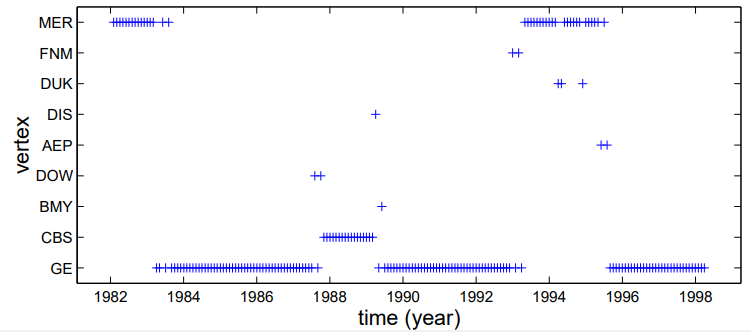 MER
FNM
DUK
DIS
AEP
DOW
BMY
CBS
GE
vertex
1982 1984 1986 1988 1990 1992 1994 1996 1998
time (year)